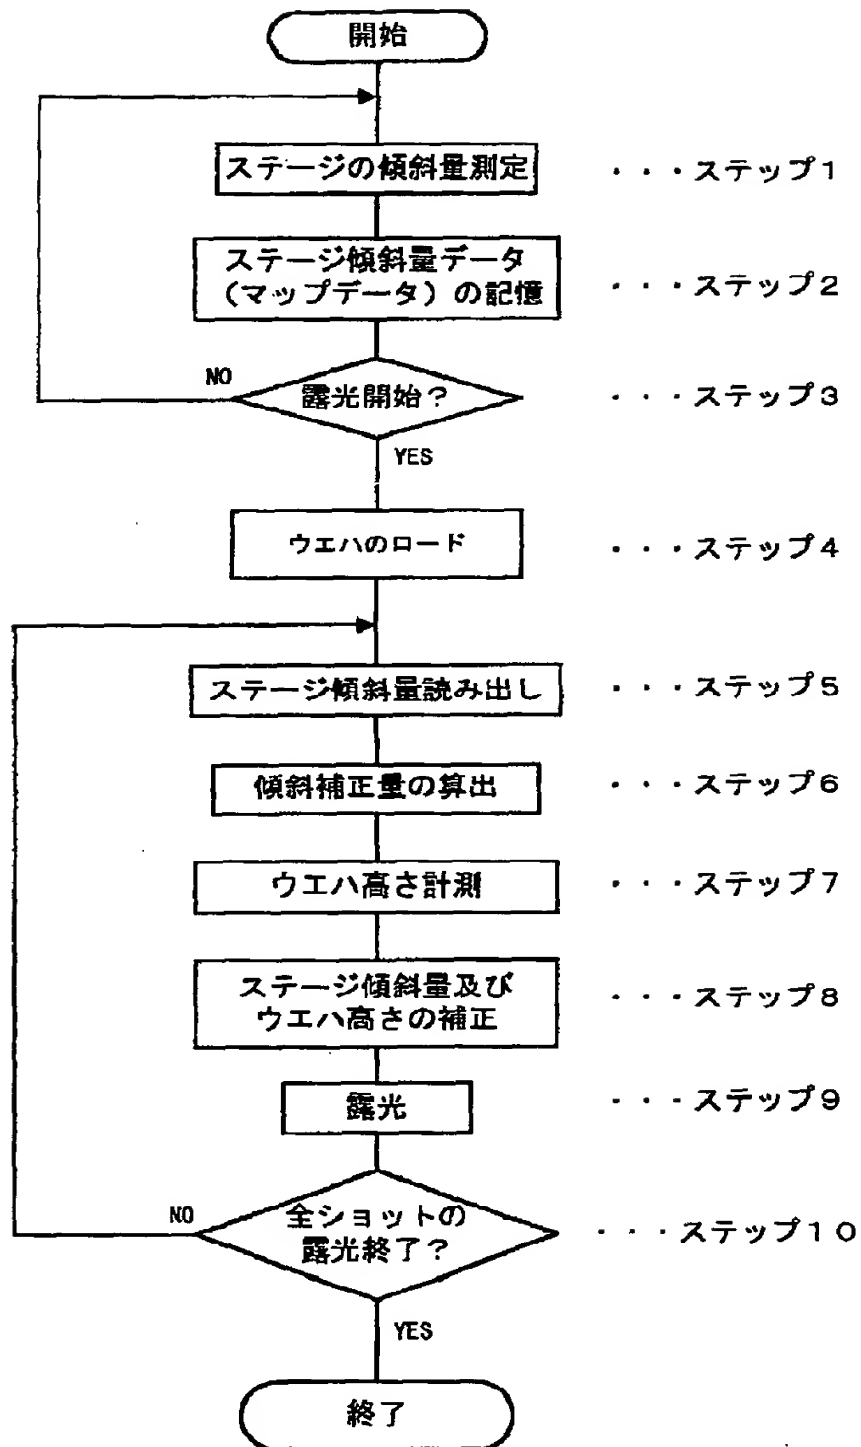 開始
ステージの傾斜量測定
・・・ステップ1
ステージ傾斜量データ
(マップデータ)の記憶
・・・ステップ2
NO
露光開始?
・・・ステップ3
YES
ウエハのロード
・・・ステップ4
ステージ傾斜量読み出し
・・・ステップ5
傾斜補正量の算出
・・・ステップ6
ウエハ高さ計測
・・・ステップ7
ステージ傾斜量及び
ウエハ高さの補正
・・・ステップ8
露光
・・・ステップ9
NO
全ショットの
露光終了?
・・・ステップ10
YES
終了